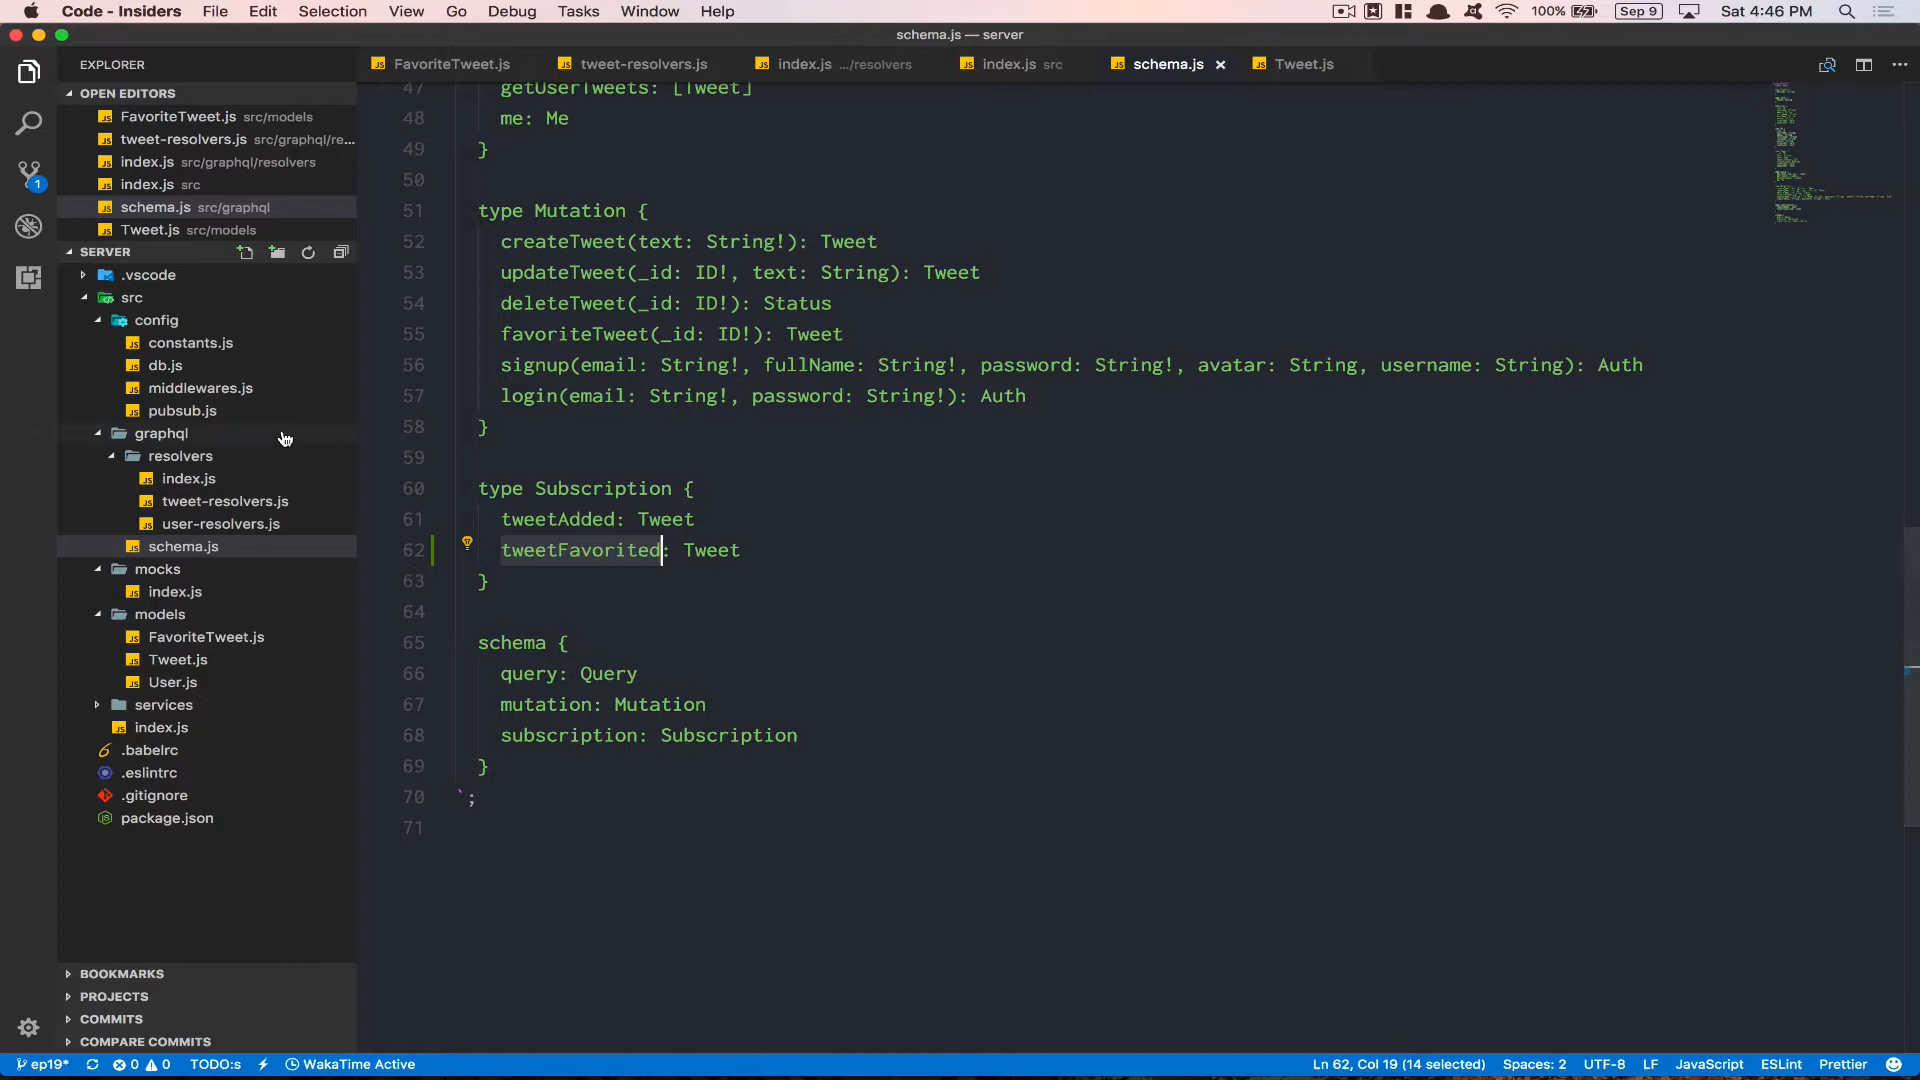 Code - Insiders File Edit Selection View Go Debug Tasks Window Help 100% Sep 9 Sat 4:46 PM
schema.js — server
EXPLORER
FavoriteTweet.js tweet-resolvers.js index.js .../resolvers index.js src schema.js Tweet.js
OPEN EDITORS
FavoriteTweet.js src/models
tweet-resolvers.js src/graphql/re...
index.js src/graphql/resolvers
index.js src
schema.js src/graphql
Tweet.js src/models
SERVER
.vscode
src
config
constants.js
db.js
middlewares.js
pubsub.js
graphql
resolvers
index.js
tweet-resolvers.js
user-resolvers.js
schema.js
mocks
index.js
models
FavoriteTweet.js
Tweet.js
User.js
services
index.js
.babelrc
.eslintrc
.gitignore
package.json
BOOKMARKS
PROJECTS
COMMITS
COMPARE COMMITS
47 getUserTweets: [Tweet]
48 me: Me
49 }
50
51 type Mutation {
52 createTweet(text: String!): Tweet
53 updateTweet(_id: ID!, text: String): Tweet
54 deleteTweet(_id: ID!): Status
55 favoriteTweet(_id: ID!): Tweet
56 signup(email: String!, fullName: String!, password: String!, avatar: String, username: String): Auth
57 login(email: String!, password: String!): Auth
58 }
59
60 type Subscription {
61 tweetAdded: Tweet
62 tweetFavorited: Tweet
63 }
64
65 schema {
66 query: Query
67 mutation: Mutation
68 subscription: Subscription
69 }
70 `;
71
1
ep19* 0 0 TODO:s WakaTime Active Ln 62, Col 19 (14 selected) Spaces: 2 UTF-8 LF JavaScript ESLint Prettier